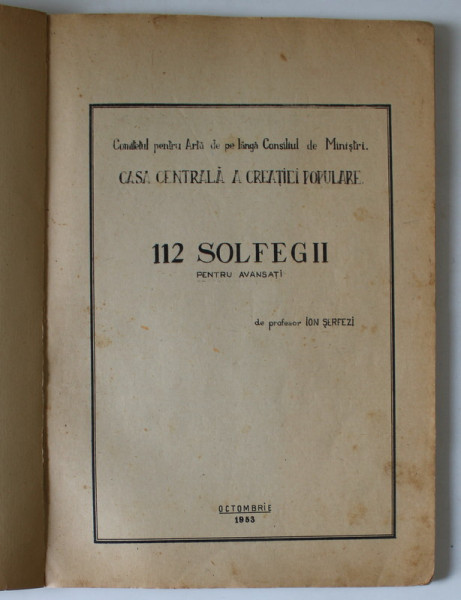 Comitetul pentru Artă de pe lângă Consiliul de Miniștri.
CASA CENTRALĂ A CREAȚIEI POPULARE.
112 SOLFEGII
PENTRU AVANSAȚI
de profesor ION ȘERFEZI
OCTOMBRIE
1953